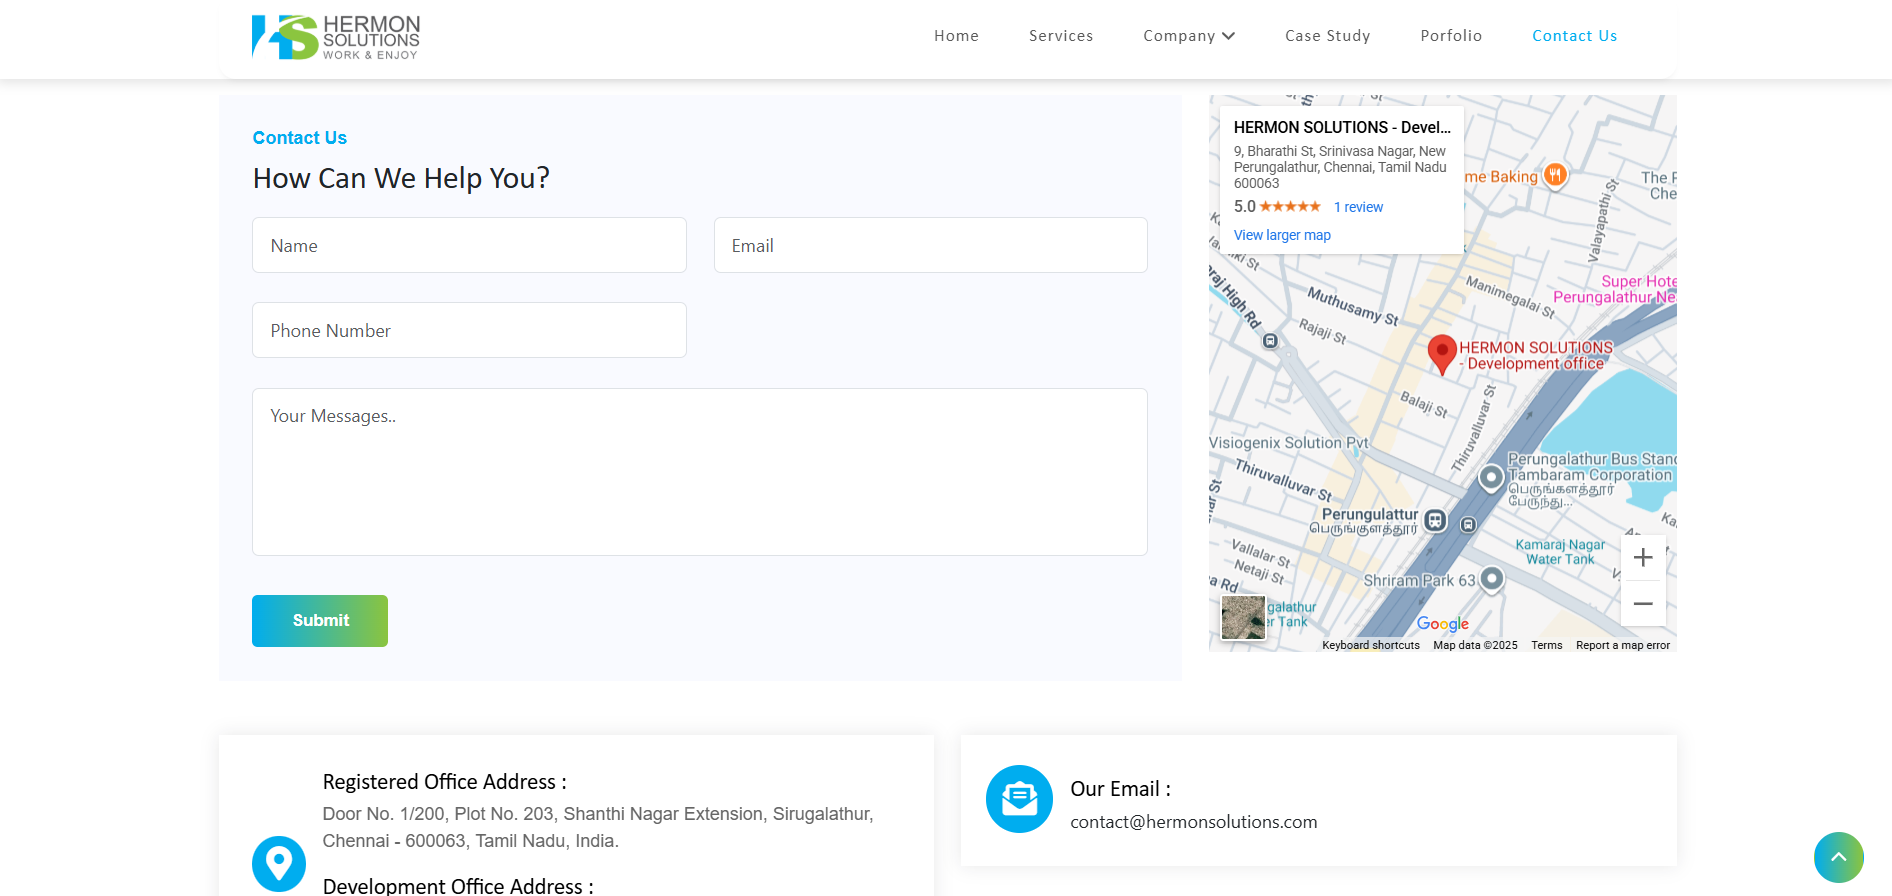 HERMON
SOLUTIONS
WORK & ENJOY
Home
Services
Company
Case Study
Porfolio
Contact Us
Contact Us
How Can We Help You?
Name
Email
Phone Number
Your Messages..
Submit
HERMON SOLUTIONS - Devel...
9, Bharathi St, Srinivasa Nagar, New
Perungalathur, Chennai, Tamil Nadu
600063
5.0
1 review
View larger map
me Baking
Valayapathi St
Super Hote
Perungalathur Ne
Manimegalai St
Muthusamy St
Rajaji St
raj High Rd
HERMON SOLUTIONS
- Development office
Balaji St
Thiruvalluvar St
Visiogenix Solution Pvt
Thiruvalluvar St
Perungalathur Bus Stand
Tambaram Corporation
பெருங்களத்தூர்
பேருந்து...
Perungulattur
பெருங்குளத்தூர்
Kamaraj Nagar
Water Tank
Vallalar St
Netaji St
Shriram Park 63
galathur
r Tank
Google
Keyboard shortcuts
Map data ©2025
Terms
Report a map error
Registered Office Address :
Door No. 1/200, Plot No. 203, Shanthi Nagar Extension, Sirugalathur,
Chennai - 600063, Tamil Nadu, India.
Development Office Address :
Our Email :
contact@hermonsolutions.com